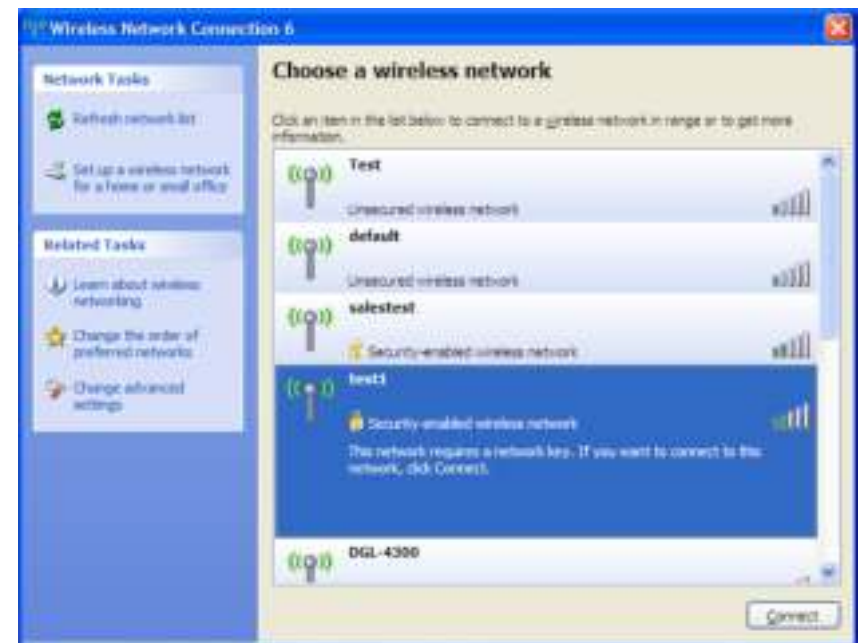 Wireless Network Connection 6
Network Tasks
Refresh network list
Set up a wireless network
for a home or small office
Related Tasks
Learn about wireless
networking
Change the order of
preferred networks
Change advanced
settings
Choose a wireless network
Click an item in the list below to connect to a wireless network in range or to get more
information.
Test
Unsecured wireless network
default
Unsecured wireless network
salestest
Security-enabled wireless network
test1
Security-enabled wireless network
This network requires a network key. If you want to connect to this
network, click Connect.
DGL-4300
Connect